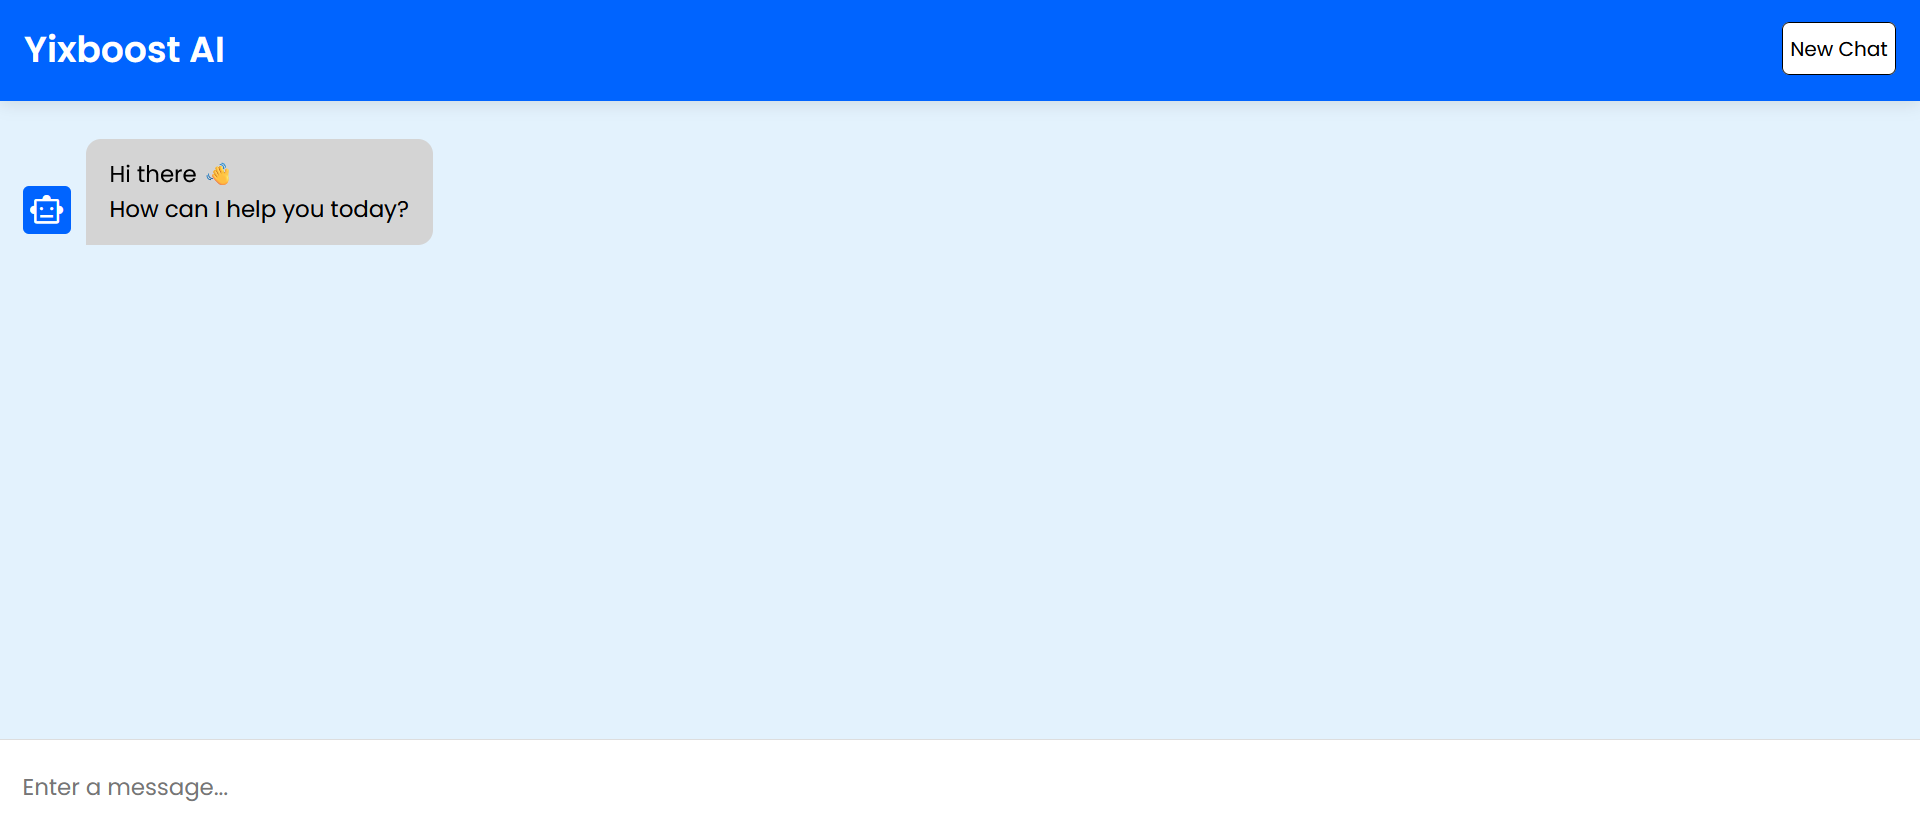 Yixboost AI
New Chat
Hi there 👋
How can I help you today?
Enter a message...